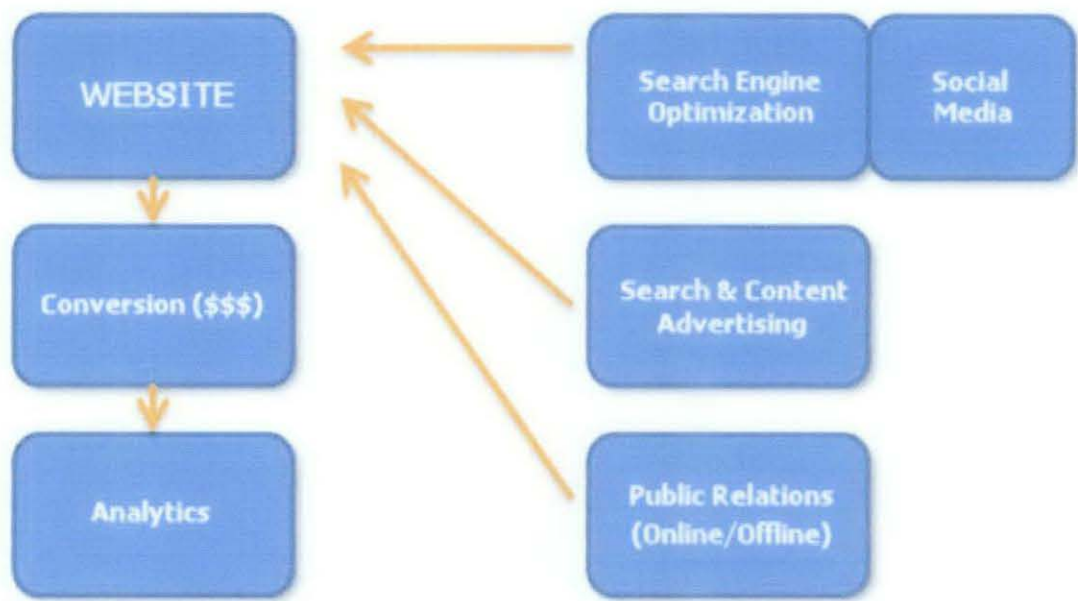 WEBSITE
Search Engine
Optimization
Social
Media
Conversion ($$$)
Search & Content
Advertising
Analytics
Public Relations
(Online/Offline)